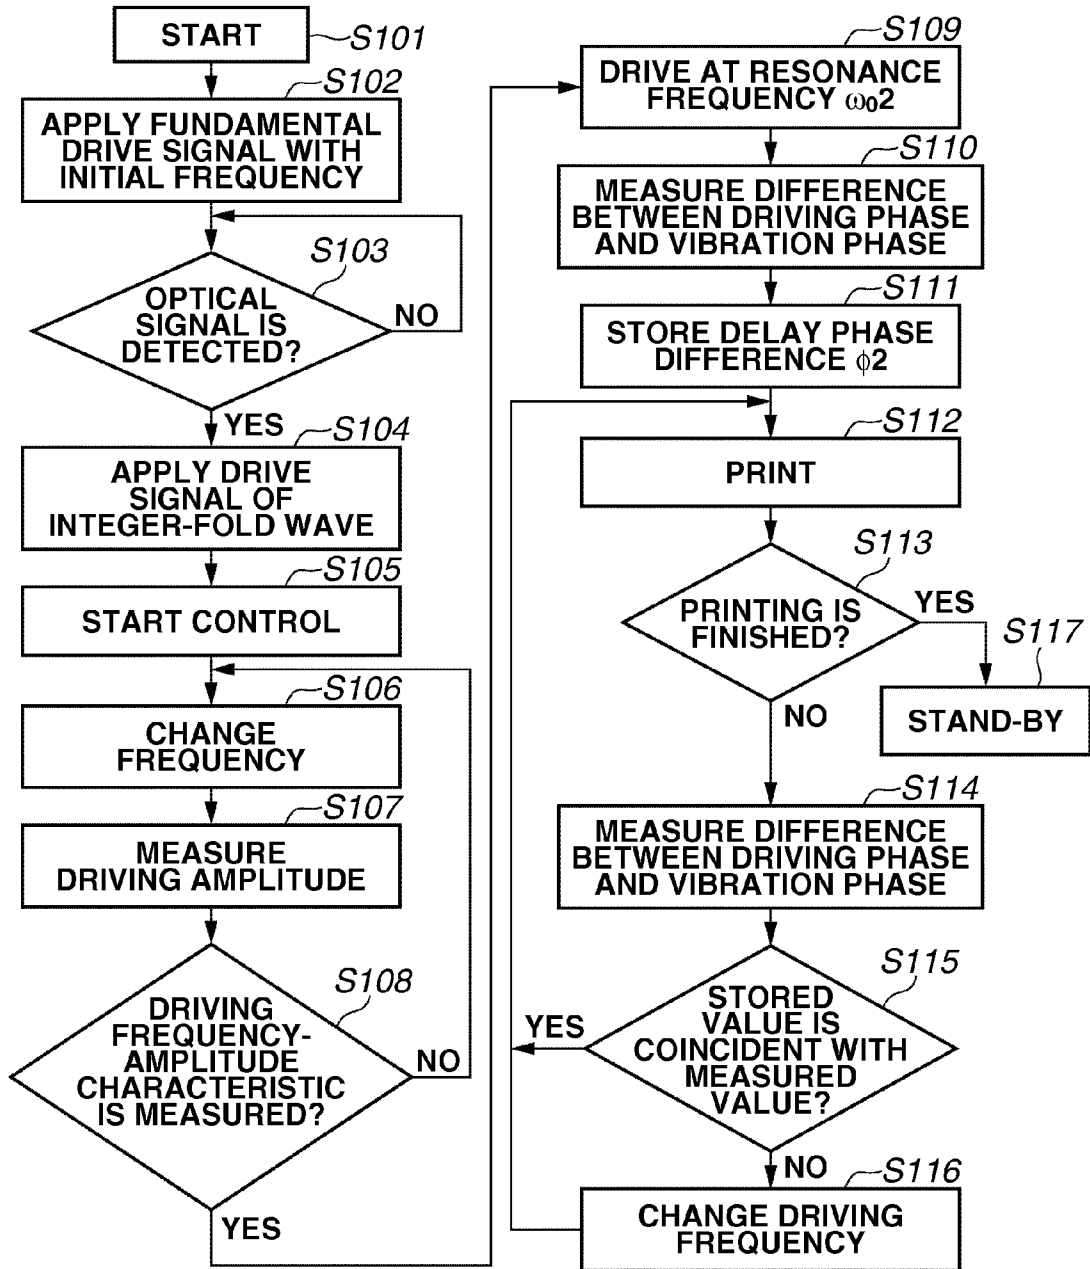 START
S101
S102
APPLY FUNDAMENTAL
DRIVE SIGNAL WITH
INITIAL FREQUENCY
S103
OPTICAL
SIGNAL IS
DETECTED?
NO
YES
S104
APPLY DRIVE
SIGNAL OF
INTEGER-FOLD WAVE
S105
START CONTROL
S106
CHANGE
FREQUENCY
S107
MEASURE
DRIVING AMPLITUDE
S108
DRIVING
FREQUENCY-
AMPLITUDE
CHARACTERISTIC
IS MEASURED?
NO
YES
S109
DRIVE AT RESONANCE
FREQUENCY ω₀2
S110
MEASURE DIFFERENCE
BETWEEN DRIVING PHASE
AND VIBRATION PHASE
S111
STORE DELAY PHASE
DIFFERENCE ϕ2
S112
PRINT
S113
PRINTING IS
FINISHED?
YES
S117
STAND-BY
NO
S114
MEASURE DIFFERENCE
BETWEEN DRIVING PHASE
AND VIBRATION PHASE
S115
STORED
VALUE IS
COINCIDENT WITH
MEASURED
VALUE?
YES
NO
S116
CHANGE DRIVING
FREQUENCY